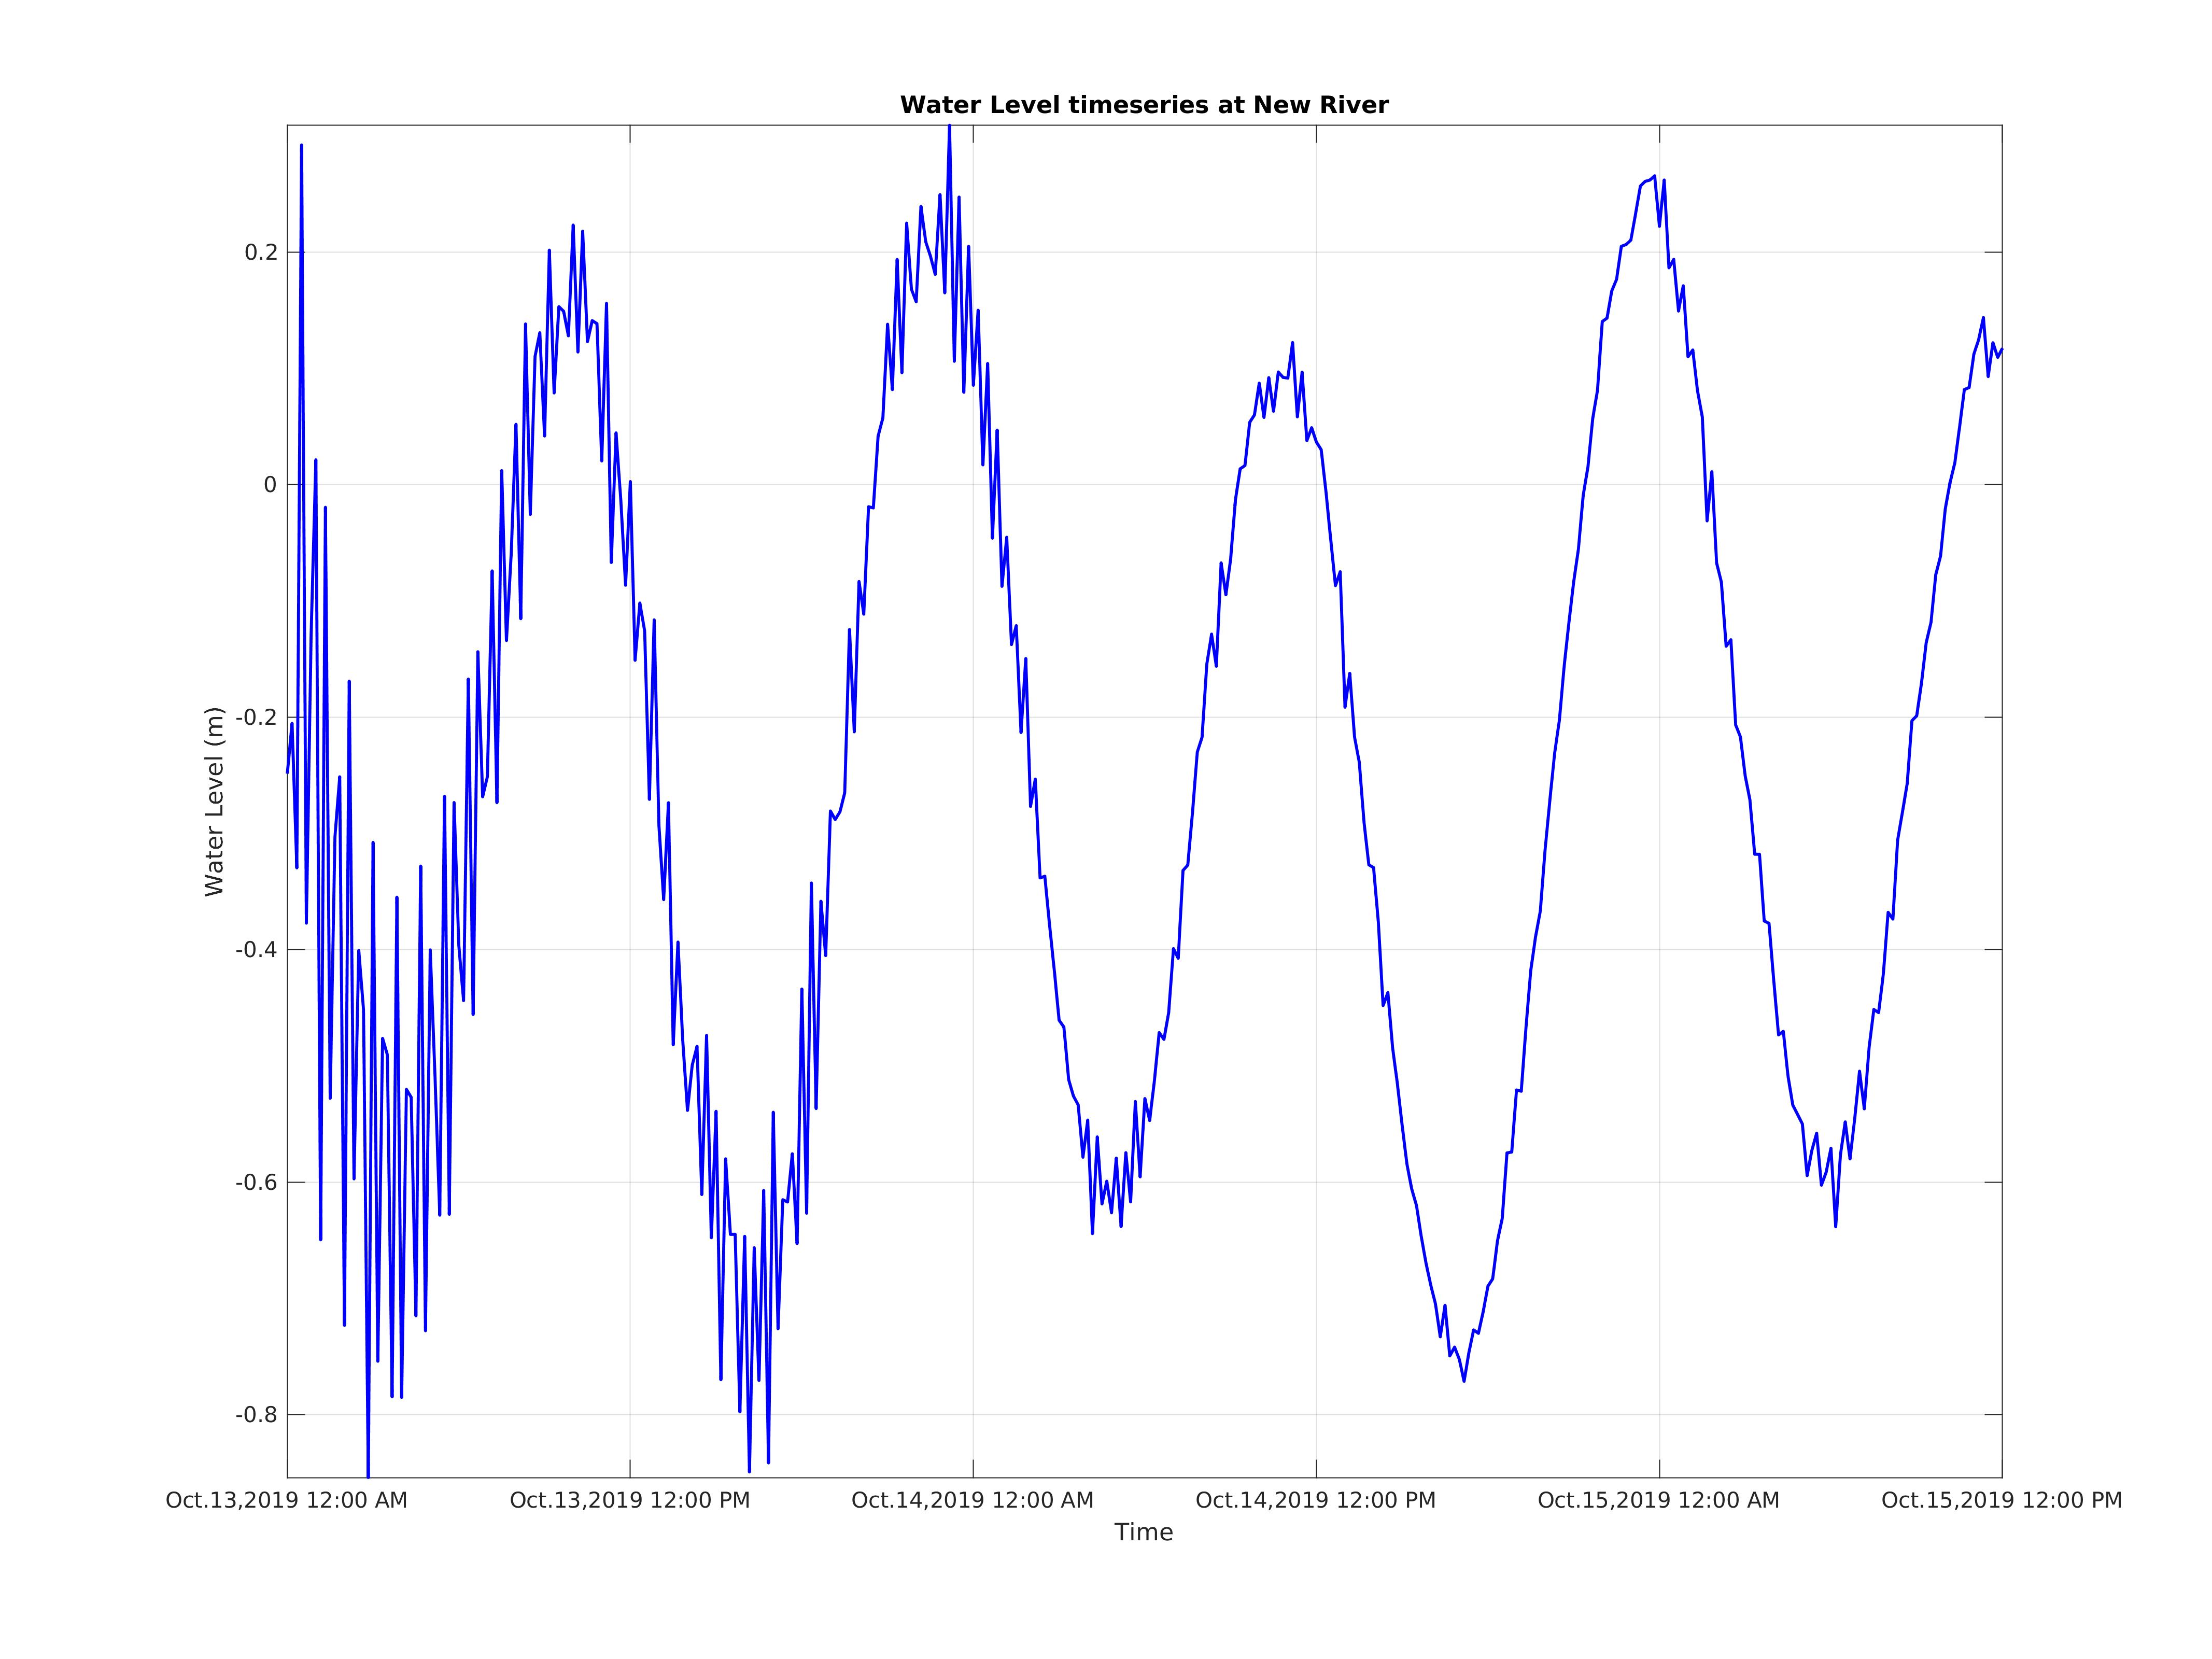 Water Level timeseries at New River
Water Level (m)
0.2
0
-0.2
-0.4
-0.6
-0.8
Oct.13,2019 12:00 AM
Oct.13,2019 12:00 PM
Oct.14,2019 12:00 AM
Oct.14,2019 12:00 PM
Oct.15,2019 12:00 AM
Oct.15,2019 12:00 PM
Time